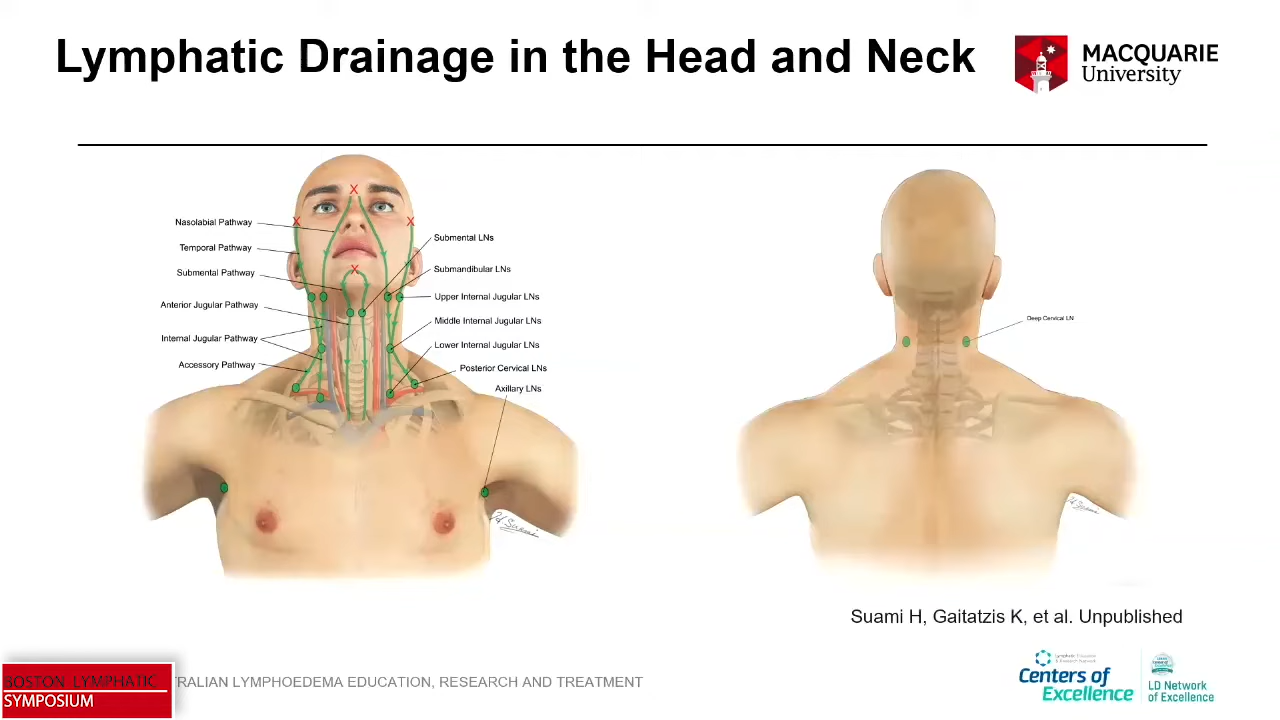 Lymphatic Drainage in the Head and Neck
MACQUARIE
University
Nasolabial Pathway
Temporal Pathway
Submental Pathway
Anterior Jugular Pathway
Internal Jugular Pathway
Accessory Pathway
X
X
X
X
Submental LNs
Submandibular LNs
Upper Internal Jugular LNs
Middle Internal Jugular LNs
Lower Internal Jugular LNs
Posterior Cervical LNs
Axillary LNs
Deep Cervical LN
Suami H, Gaitatzis K, et al. Unpublished
BOSTON LYMPHATIC
SYMPOSIUM
TRALIAN LYMPHOEDEMA EDUCATION, RESEARCH AND TREATMENT
Centers of
Excellence
LD Network
of Excellence